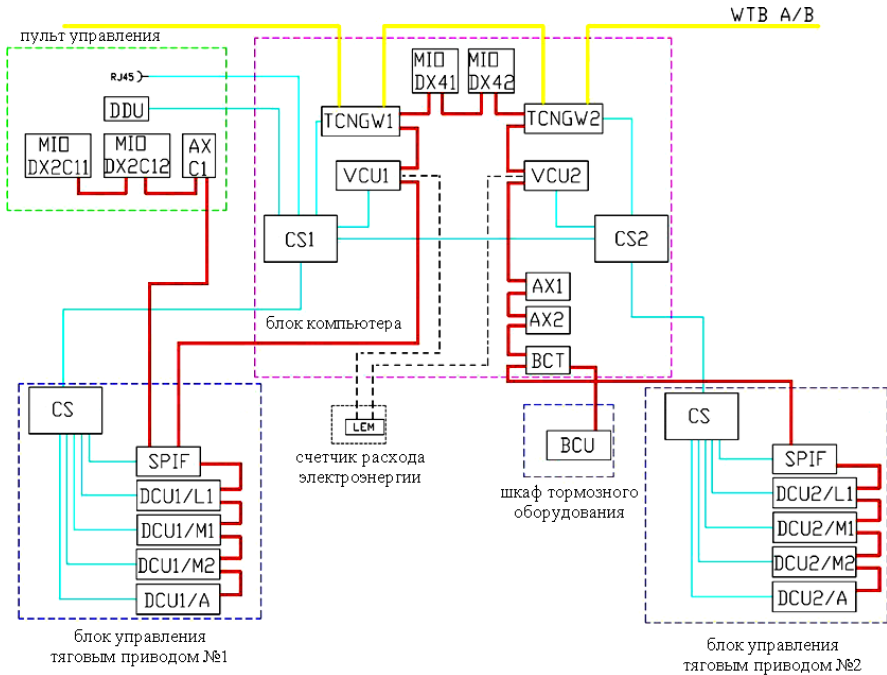 WTB A/B
пульт управления
RJ45
DDU
MIO
DX2C11
MIO
DX2C12
AX
C1
MIO
DX41
MIO
DX42
TCNGW1
TCNGW2
VCU1
VCU2
CS1
CS2
AX1
AX2
BCT
блок компьютера
CS
SPIF
DCU1/L1
DCU1/M1
DCU1/M2
DCU1/A
блок управления
тяговым приводом №1
LEM
счетчик расхода
электроэнергии
BCU
шкаф тормозного
оборудования
CS
SPIF
DCU2/L1
DCU2/M1
DCU2/M2
DCU2/A
блок управления
тяговым приводом №2